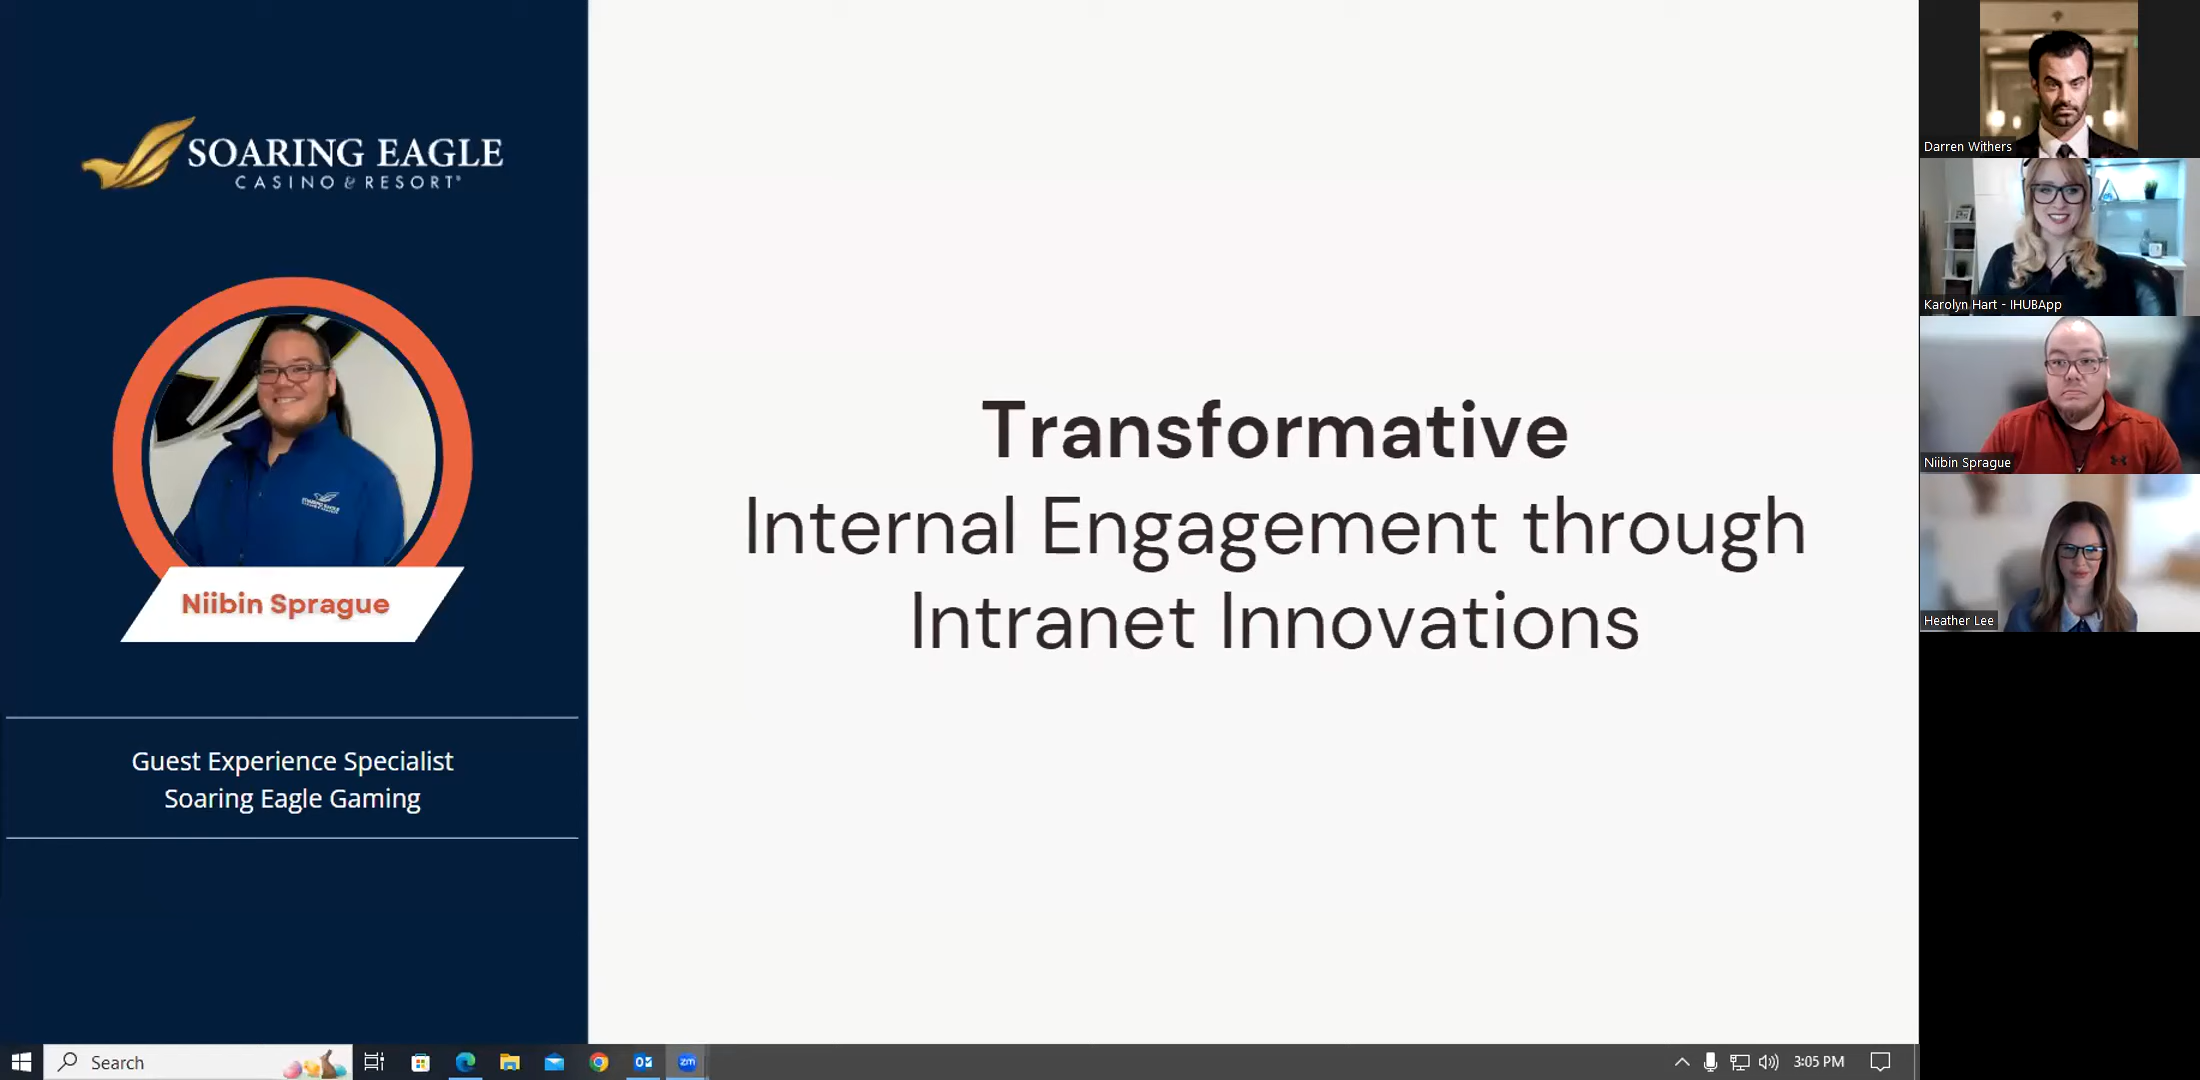 SOARING EAGLE
CASINO & RESORT®
Niibin Sprague
Guest Experience Specialist
Soaring Eagle Gaming
Transformative
Internal Engagement through
Intranet Innovations
Darren Withers
Karolyn Hart - IHUBApp
Niibin Sprague
Heather Lee
Search
zm
3:05 PM